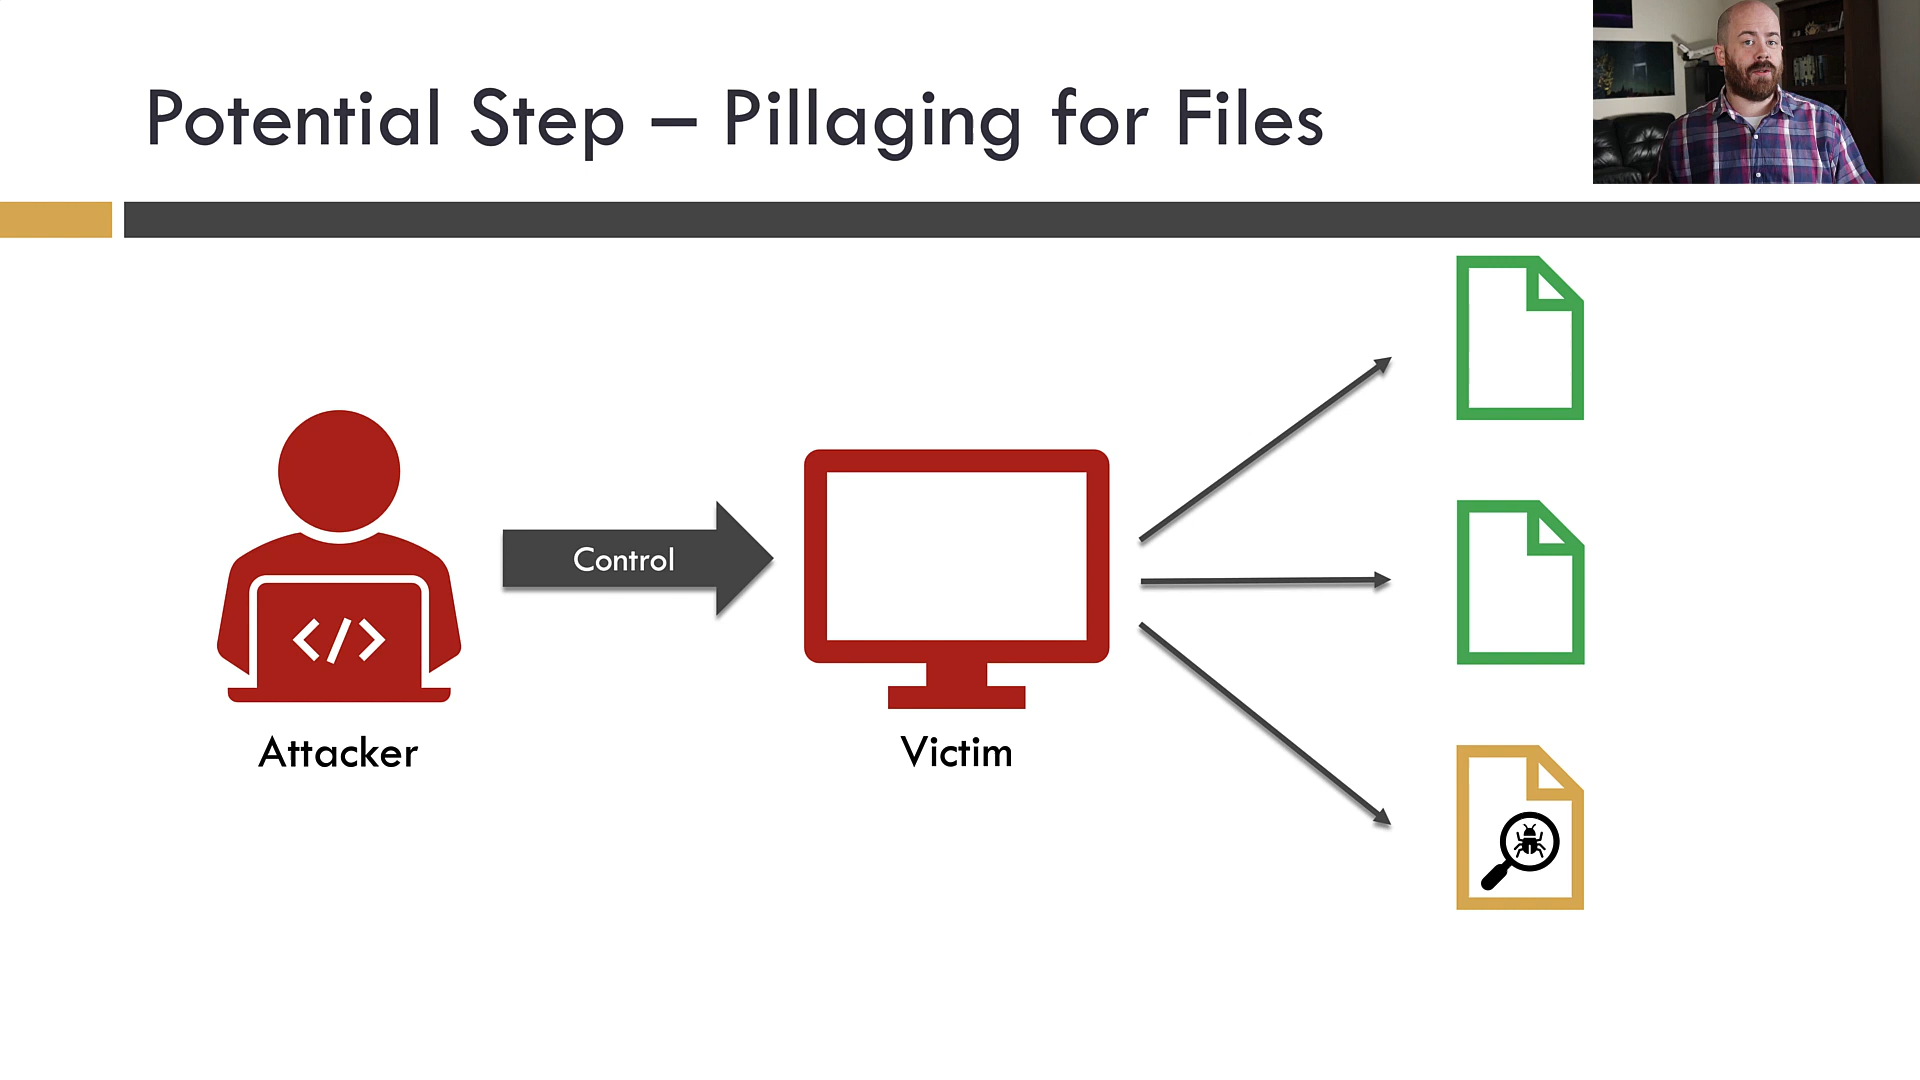 Potential Step – Pillaging for Files
Control
</>
Attacker
Victim